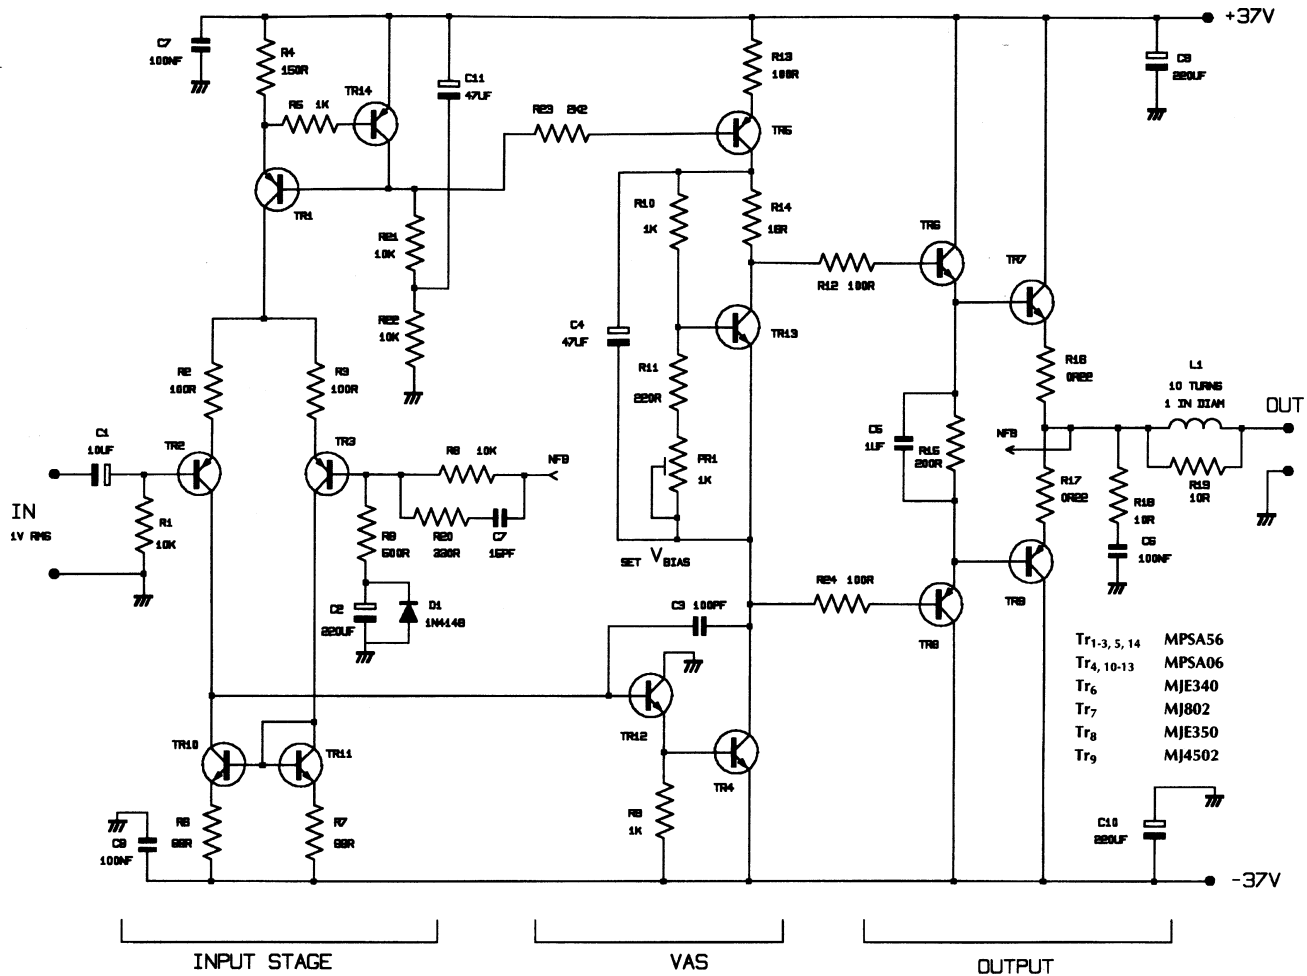 +37V
C7
100NF
R4
150R
R5 1K
TR14
C11
47UF
R13
100R
C9
220UF
R23 2K2
TR5
TR1
R10
1K
R14
18R
R21
10K
TR6
TR7
R12 100R
R22
10K
C4
47UF
TR13
R16
0R22
L1
10 TURNS
1 IN DIAM
OUT
R2
100R
R3
100R
R11
220R
C1
10UF
TR2
TR3
R8 10K
NFB
PR1
1K
C5
1UF
R15
200R
NFB
R17
0R22
R19
10R
IN
1V RMS
R1
10K
R9
500R
R20
330R
C7
15PF
R18
10R
C6
100NF
SET VBIAS
R24 100R
TR9
C2
220UF
D1
1N4148
C3 100PF
TR8
Tr1-3, 5, 14 MPSA56
Tr4, 10-13 MPSA06
Tr6 MJE340
Tr7 MJ802
Tr8 MJE350
Tr9 MJ4502
TR10
TR11
TR12
TR4
R6
68R
R7
68R
C8
100NF
1K
C10
220UF
-37V
INPUT STAGE
VAS
OUTPUT